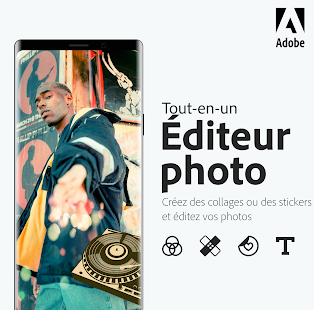 Adobe
Tout-en-un
Éditeur
photo
Créez des collages ou des stickers
et éditez vos photos
T